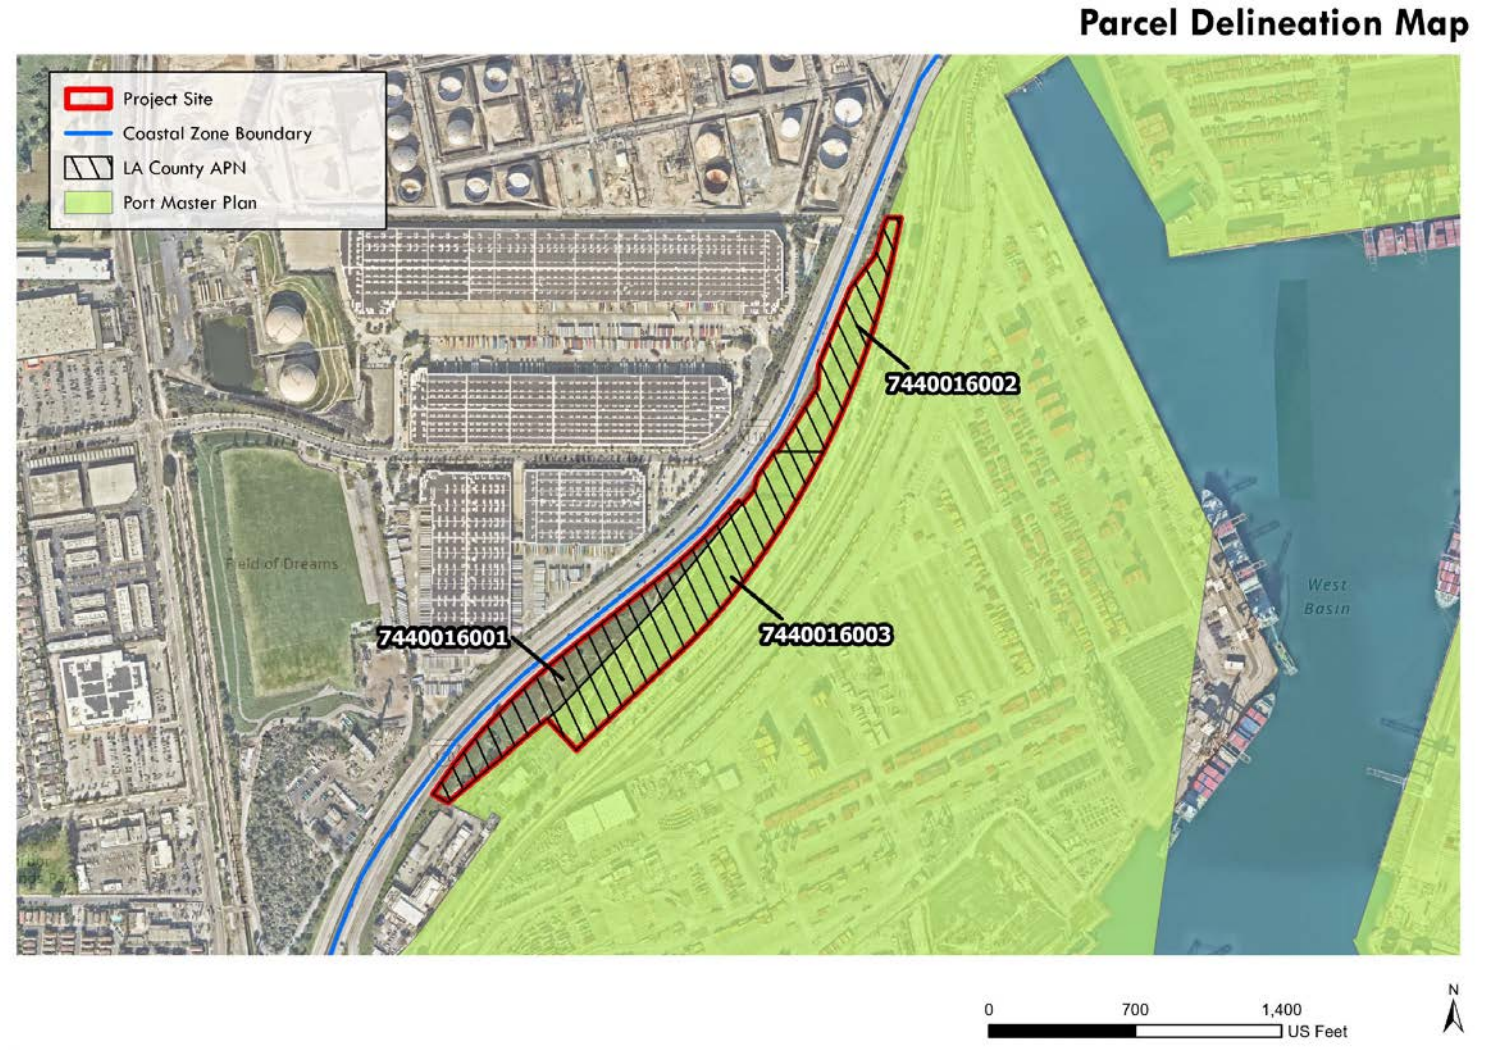 Parcel Delineation Map
Project Site
Coastal Zone Boundary
LA County APN
Port Master Plan
7440016002
Field of Dreams
7440016001
7440016003
West
Basin
N
0 700 1,400
US Feet